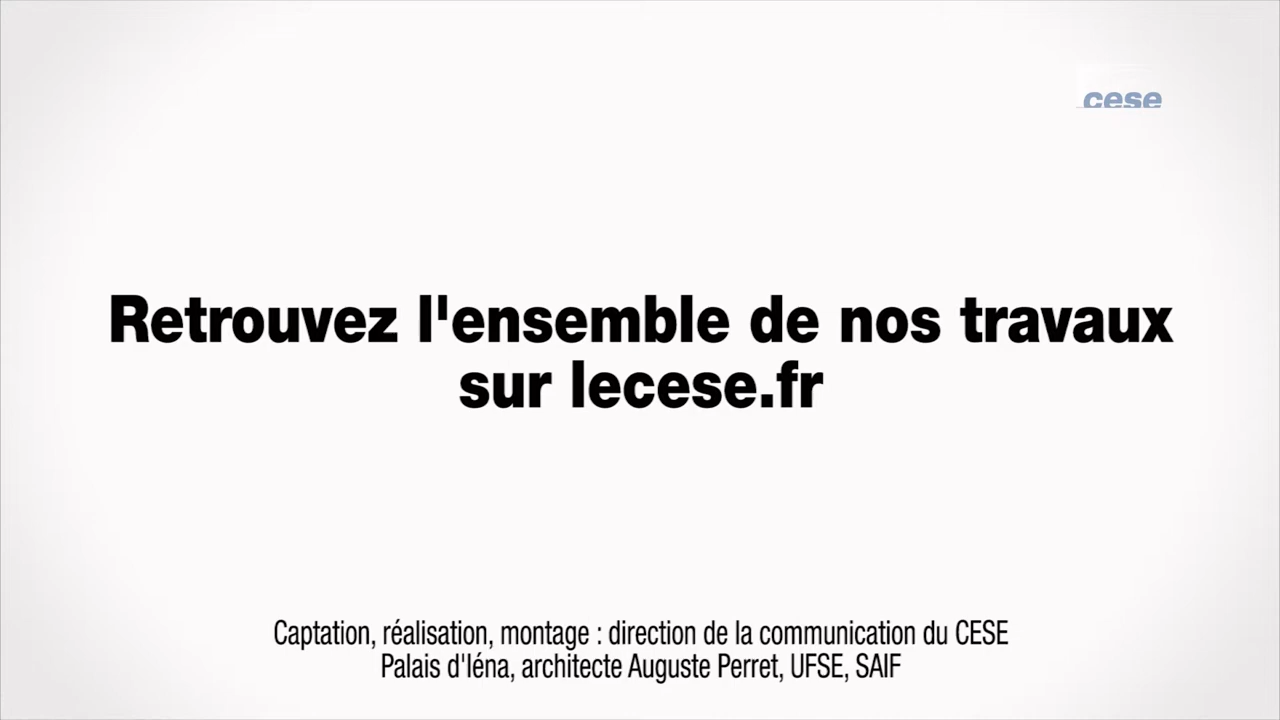 cese
Retrouvez l'ensemble de nos travaux
sur lecese.fr
Captation, réalisation, montage : direction de la communication du CESE
Palais d'Iéna, architecte Auguste Perret, UFSE, SAIF